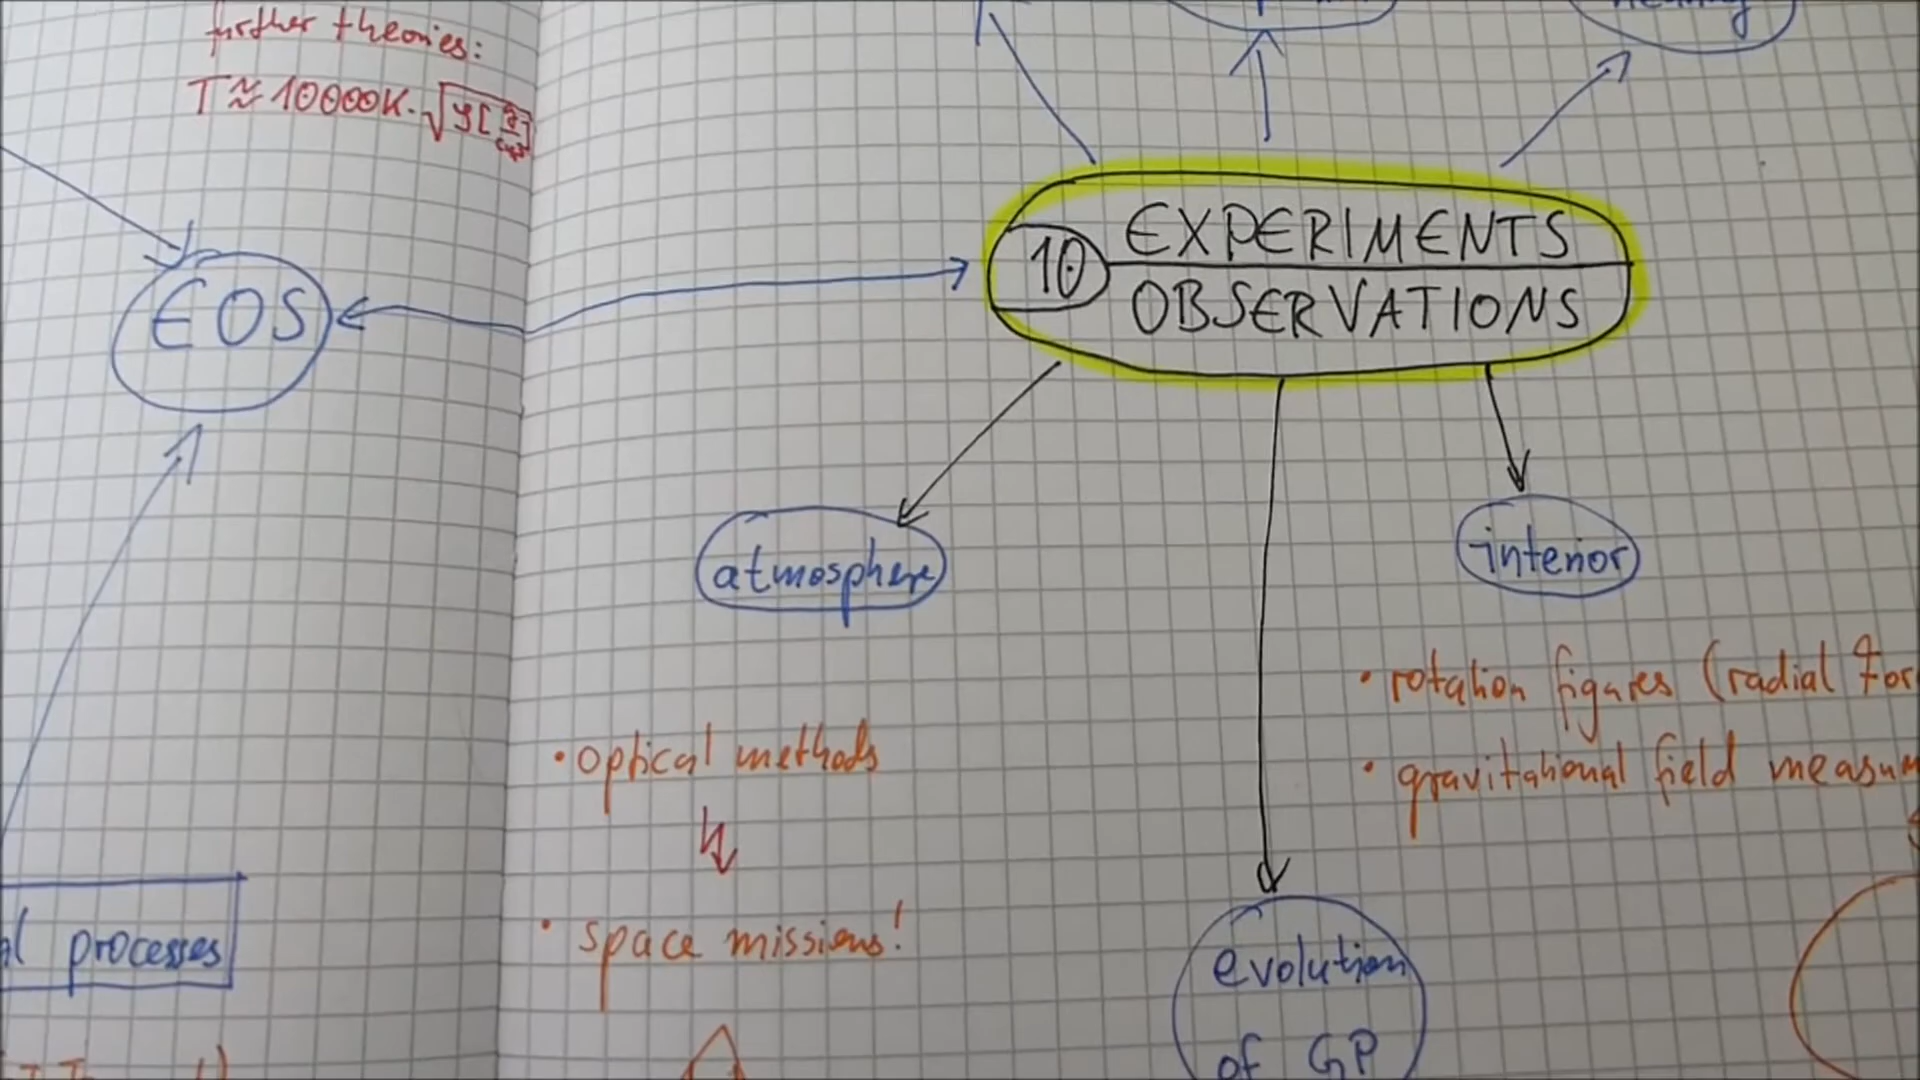 further theories:
T ≈ 10000K · √ϱ[g/cm³]
EOS
10
EXPERIMENTS
OBSERVATIONS
atmosphere
interior
• rotation figures (radial for
• gravitational field measur
• optical methods
• space missions!
evolution
of GP
processes